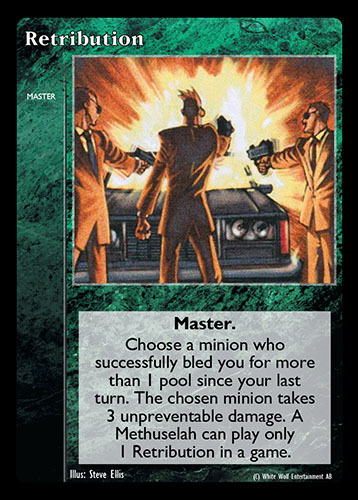 Retribution
MASTER
Master.
Choose a minion who
successfully bled you for more
than 1 pool since your last
turn. The chosen minion takes
3 unpreventable damage. A
Methuselah can play only
1 Retribution in a game.
Illus: Steve Ellis
(C) White Wolf Entertainment AB